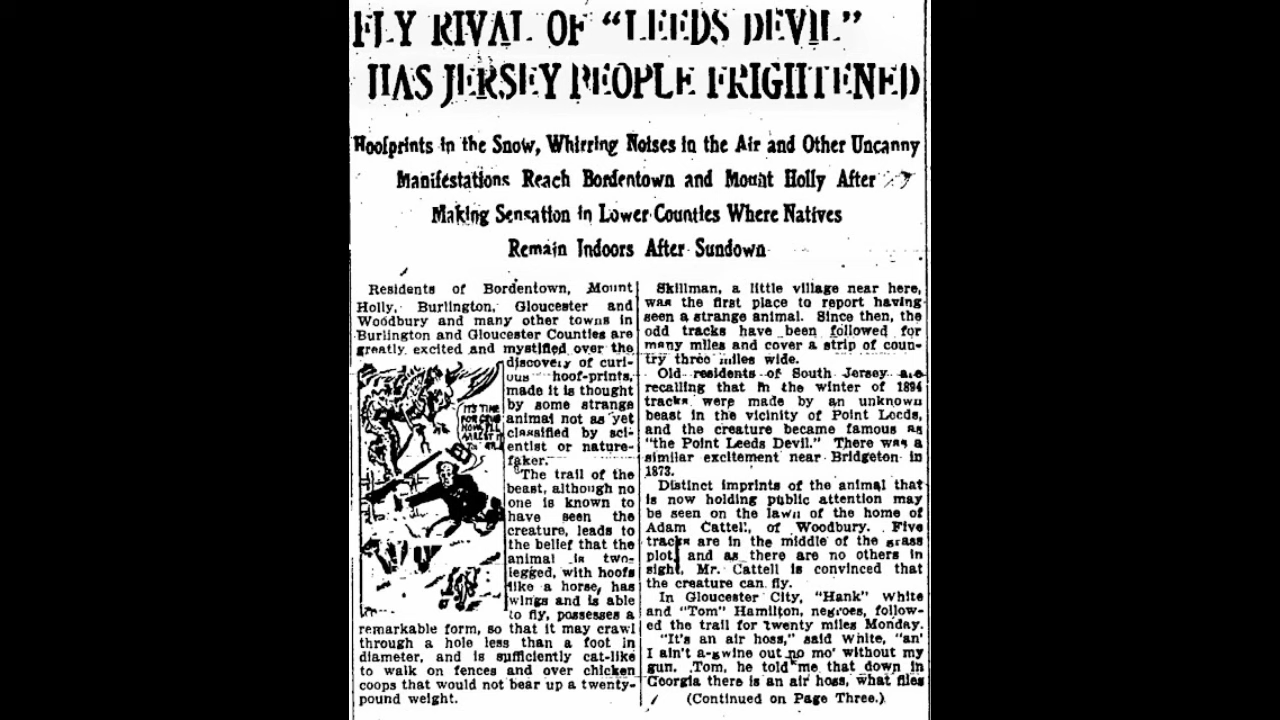 FLY RIVAL OF “LEEDS DEVIL”
HAS JERSEY PEOPLE FRIGHTENED
Hoofprints in the Snow, Whirring Noises in the Air and Other Uncanny
Manifestations Reach Bordentown and Mount Holly After
Making Sensation in Lower Counties Where Natives
Remain Indoors After Sundown
Residents of Bordentown, Mount
Holly, Burlington, Gloucester and
Woodbury and many other towns in
Burlington and Gloucester Counties are
greatly excited and mystified over the
discovery of curi-
ous hoof-prints,
made it is thought
by some strange
animal not as yet
classified by sci-
entist or nature-
faker.
The trail of the
beast, although no
one is known to
have seen the
creature, leads to
the belief that the
animal is two-
legged, with hoofs
like a horse, has
wings and is able
to fly, possesses a
remarkable form, so that it may crawl
through a hole less than a foot in
diameter, and is sufficiently cat-like
to walk on fences and over chicken
coops that would not bear up a twenty-
pound weight.
IT'S TIME
FOR
Skillman, a little village near here,
was the first place to report having
seen a strange animal. Since then, the
odd tracks have been followed for
many miles and cover a strip of coun-
try three miles wide.
Old residents of South Jersey are
recalling that in the winter of 1894
tracks were made by an unknown
beast in the vicinity of Point Leeds,
and the creature became famous as
"the Point Leeds Devil." There was a
similar excitement near Bridgeton in
1873.
Distinct imprints of the animal that
is now holding public attention may
be seen on the lawn of the home of
Adam Cattell, of Woodbury. Five
tracks are in the middle of the grass
plot, and as there are no others in
sight, Mr. Cattell is convinced that
the creature can fly.
In Gloucester City, "Hank" White
and "Tom" Hamilton, negroes, follow-
ed the trail for twenty miles Monday.
"It's an air hoss," said White, "an'
I ain't a-gwine out no mo' without my
gun. Tom, he told me that down in
Georgia there is an air hoss, what flies
(Continued on Page Three.)